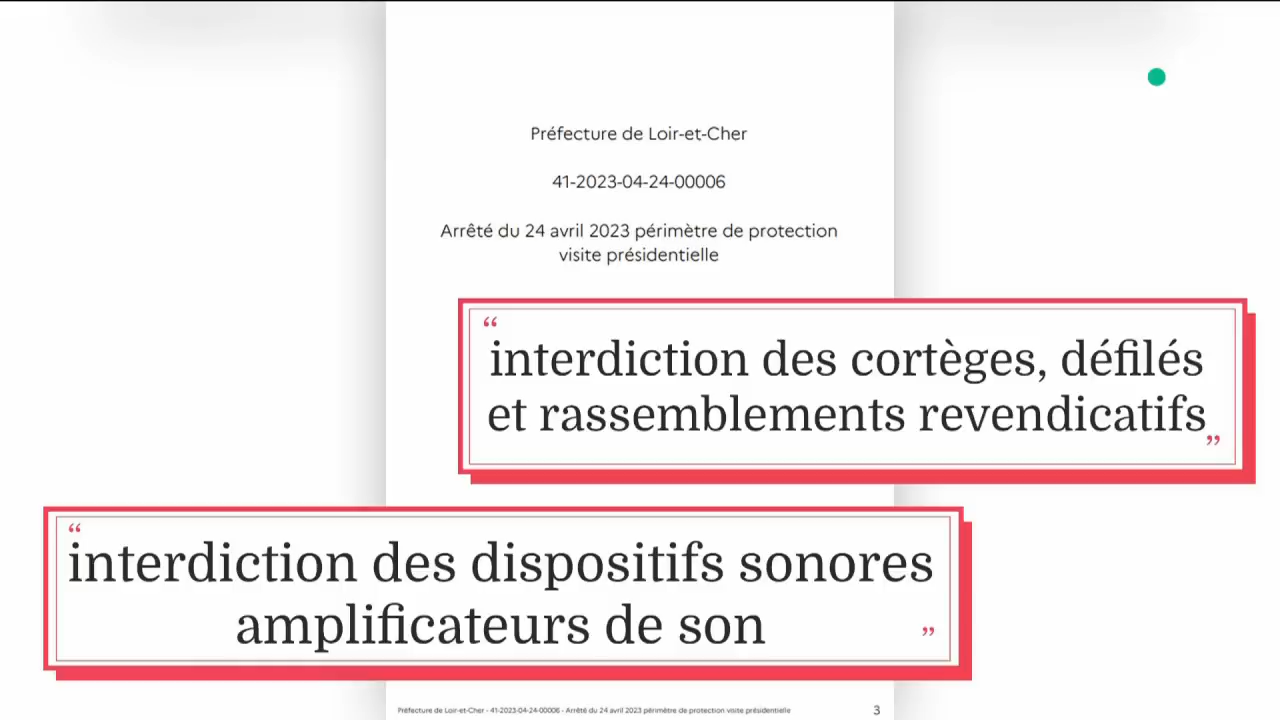 Préfecture de Loir-et-Cher
41-2023-04-24-00006
Arrêté du 24 avril 2023 périmètre de protection
visite présidentielle
“interdiction des cortèges, défilés
et rassemblements revendicatifs”
“interdiction des dispositifs sonores
amplificateurs de son”
Préfecture de Loir-et-Cher - 41-2023-04-24-00006 - Arrêté du 24 avril 2023 périmètre de protection visite présidentielle
3